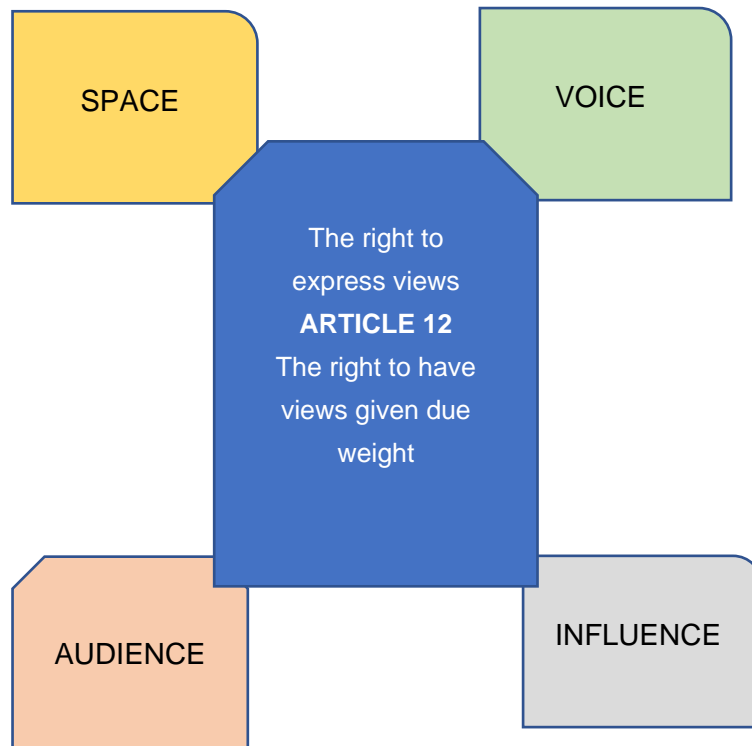 SPACE
VOICE
The right to
express views
ARTICLE 12
The right to have
views given due
weight
AUDIENCE
INFLUENCE